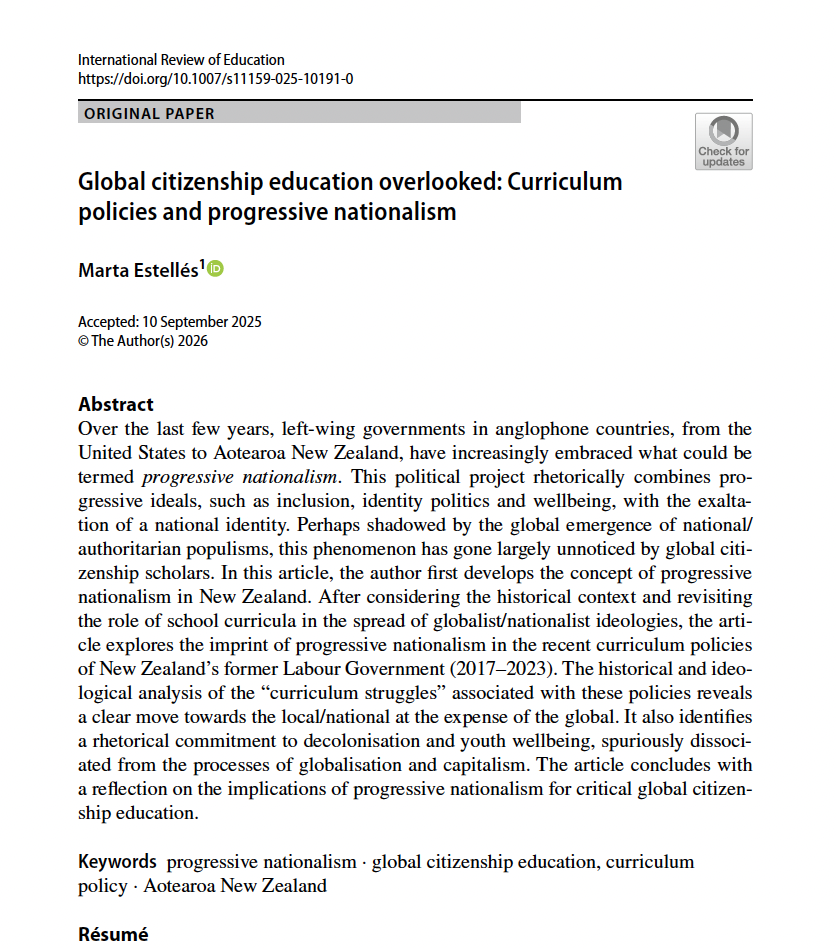 International Review of Education
https://doi.org/10.1007/s11159-025-10191-0
ORIGINAL PAPER
Check for
updates
Global citizenship education overlooked: Curriculum
policies and progressive nationalism
Marta Estellés1 iD
Accepted: 10 September 2025
© The Author(s) 2026
Abstract
Over the last few years, left-wing governments in anglophone countries, from the
United States to Aotearoa New Zealand, have increasingly embraced what could be
termed progressive nationalism. This political project rhetorically combines pro-
gressive ideals, such as inclusion, identity politics and wellbeing, with the exalta-
tion of a national identity. Perhaps shadowed by the global emergence of national/
authoritarian populisms, this phenomenon has gone largely unnoticed by global citi-
zenship scholars. In this article, the author first develops the concept of progressive
nationalism in New Zealand. After considering the historical context and revisiting
the role of school curricula in the spread of globalist/nationalist ideologies, the arti-
cle explores the imprint of progressive nationalism in the recent curriculum policies
of New Zealand's former Labour Government (2017–2023). The historical and ideo-
logical analysis of the “curriculum struggles” associated with these policies reveals
a clear move towards the local/national at the expense of the global. It also identifies
a rhetorical commitment to decolonisation and youth wellbeing, spuriously dissoci-
ated from the processes of globalisation and capitalism. The article concludes with
a reflection on the implications of progressive nationalism for critical global citizen-
ship education.
Keywords progressive nationalism · global citizenship education, curriculum
policy · Aotearoa New Zealand
Résumé